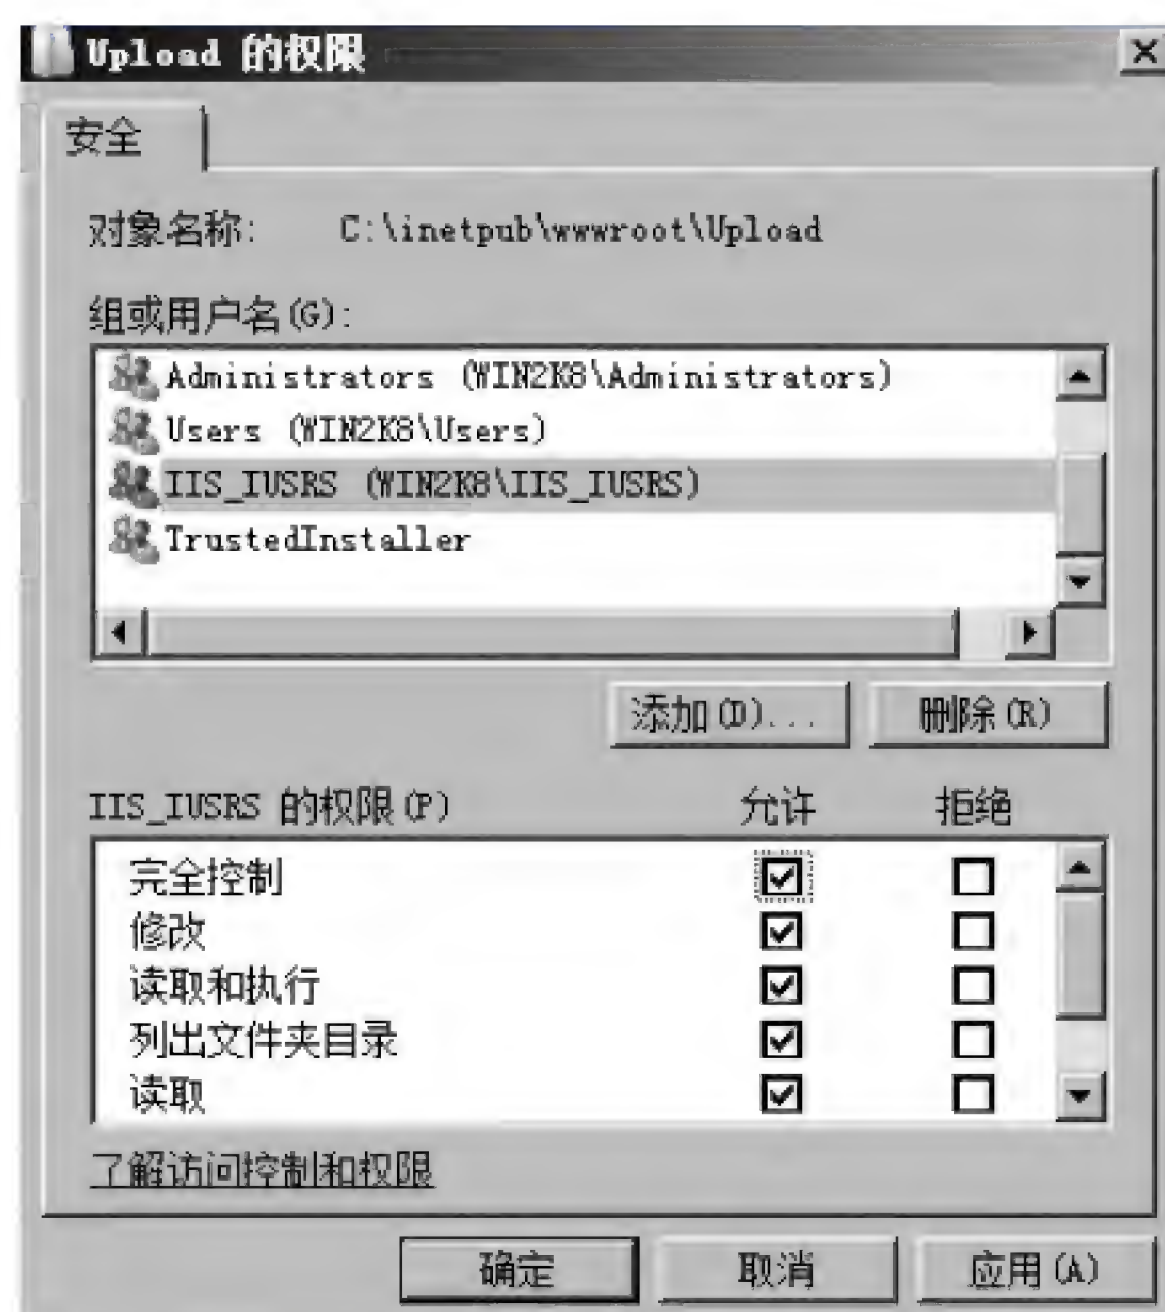 Upload 的权限
安全
对象名称: C:\inetpub\wwwroot\Upload
组或用户名(G):
Administrators (WIN2K8\Administrators)
Users (WIN2K8\Users)
IIS_IUSRS (WIN2K8\IIS_IUSRS)
TrustedInstaller
添加(D)... 删除(R)
IIS_IUSRS 的权限(P) 允许 拒绝
完全控制
修改
读取和执行
列出文件夹目录
读取
了解访问控制和权限
确定 取消 应用(A)